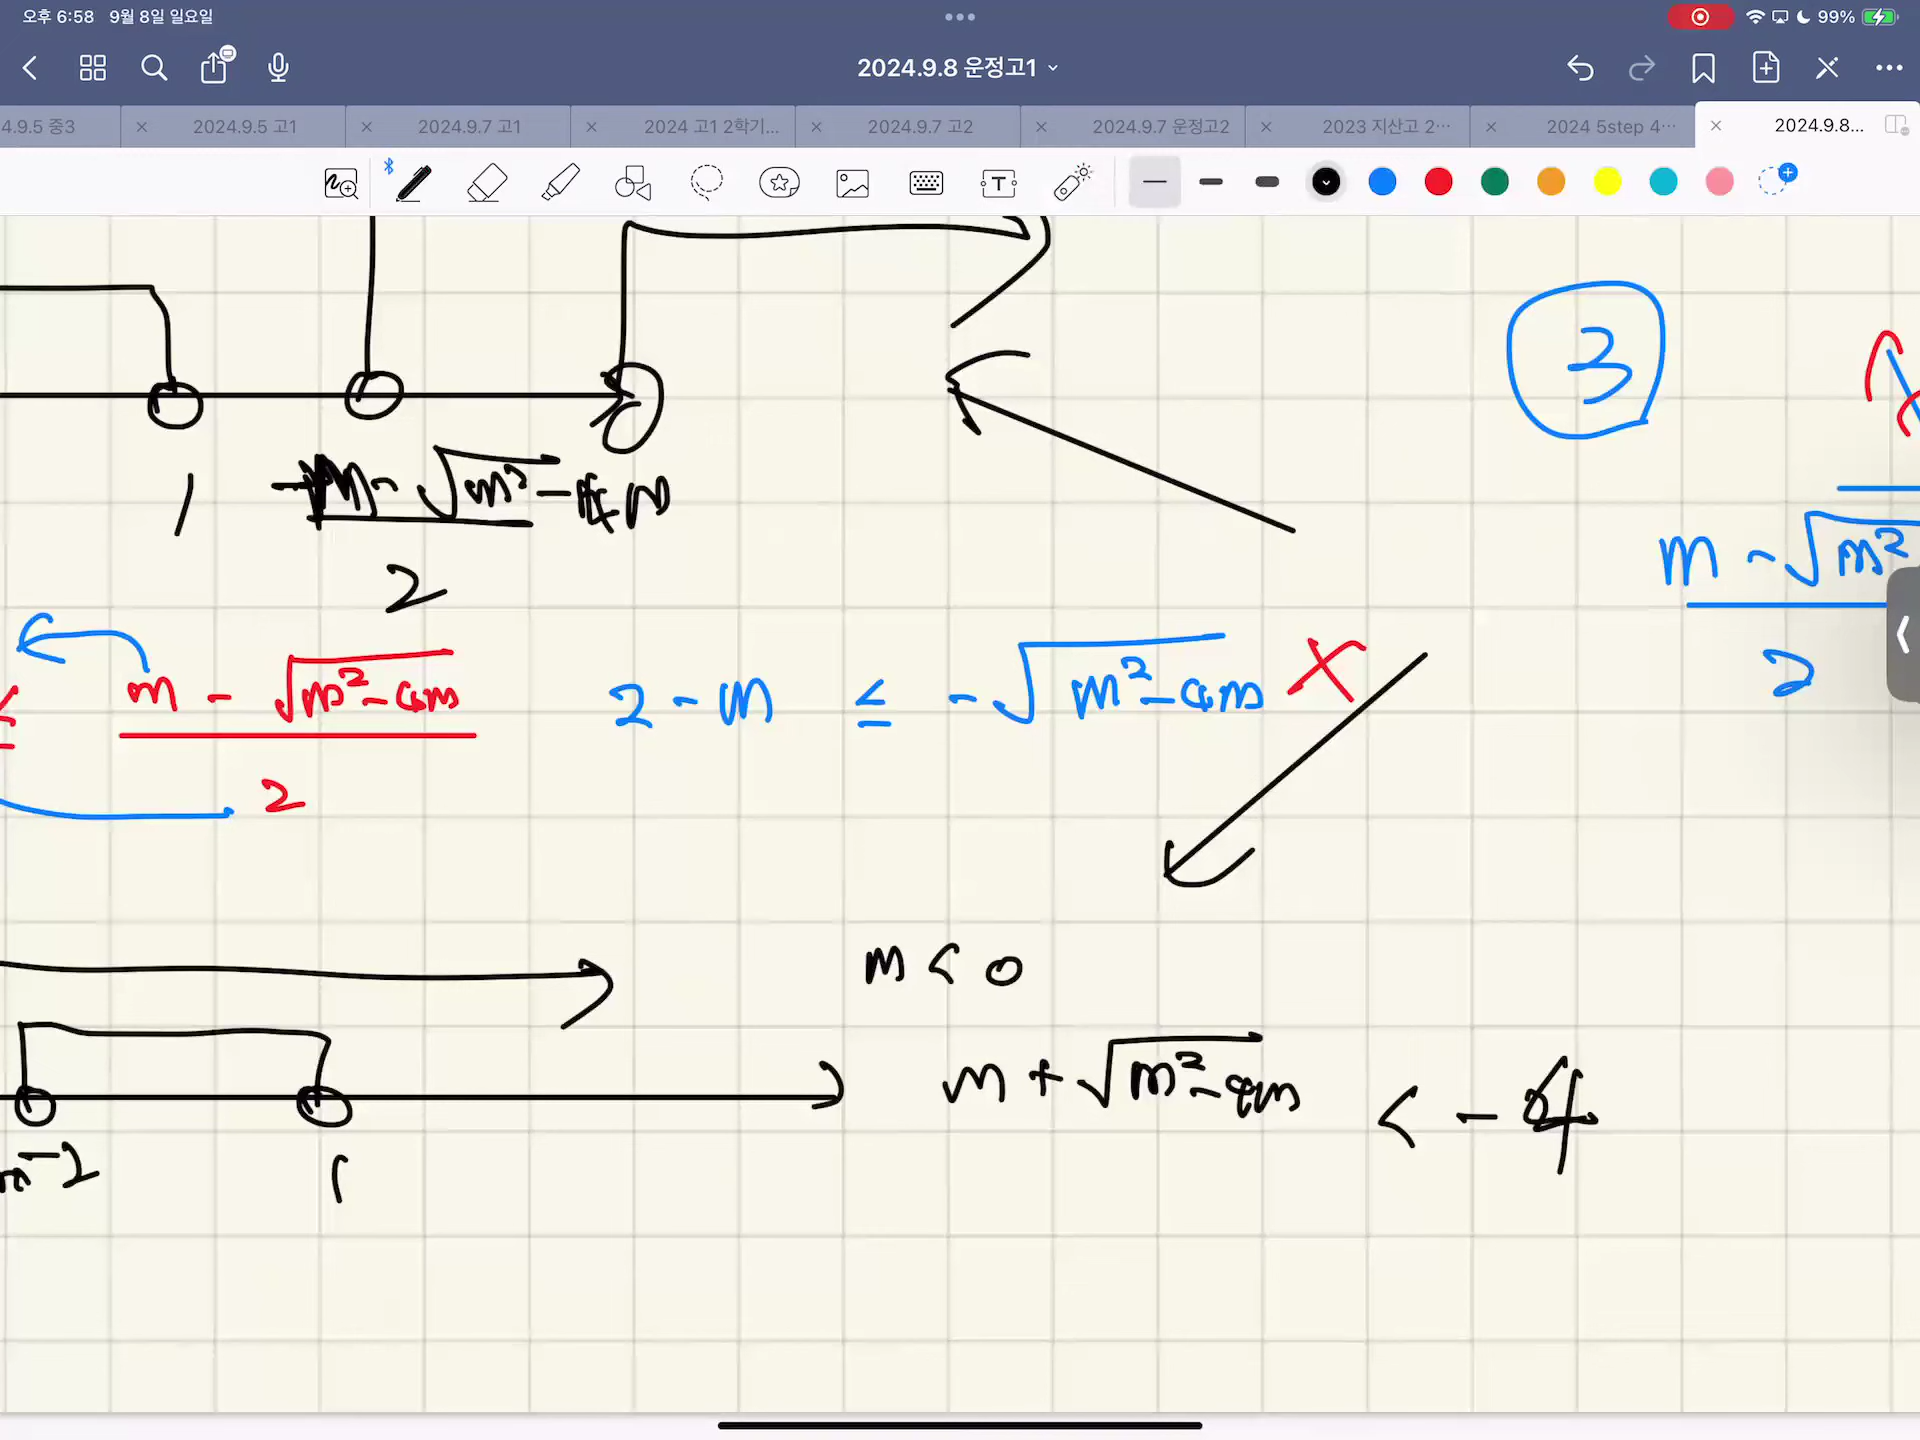 오후 6:58 9월 8일 일요일
99%
2024.9.8 운정고1
4.9.5 중3
2024.9.5 고1
2024.9.7 고1
2024 고1 2학기...
2024.9.7 고2
2024.9.7 운정고2
2023 지산고 2...
2024 5step 4...
2024.9.8...
T
3
1
m - √m² - 4m
2
m - √m²
2
m - √m² - 4m
2
2 - m ≤ - √m² - 4m X
m < 0
m + √m² - 4m < - 4
-2
1